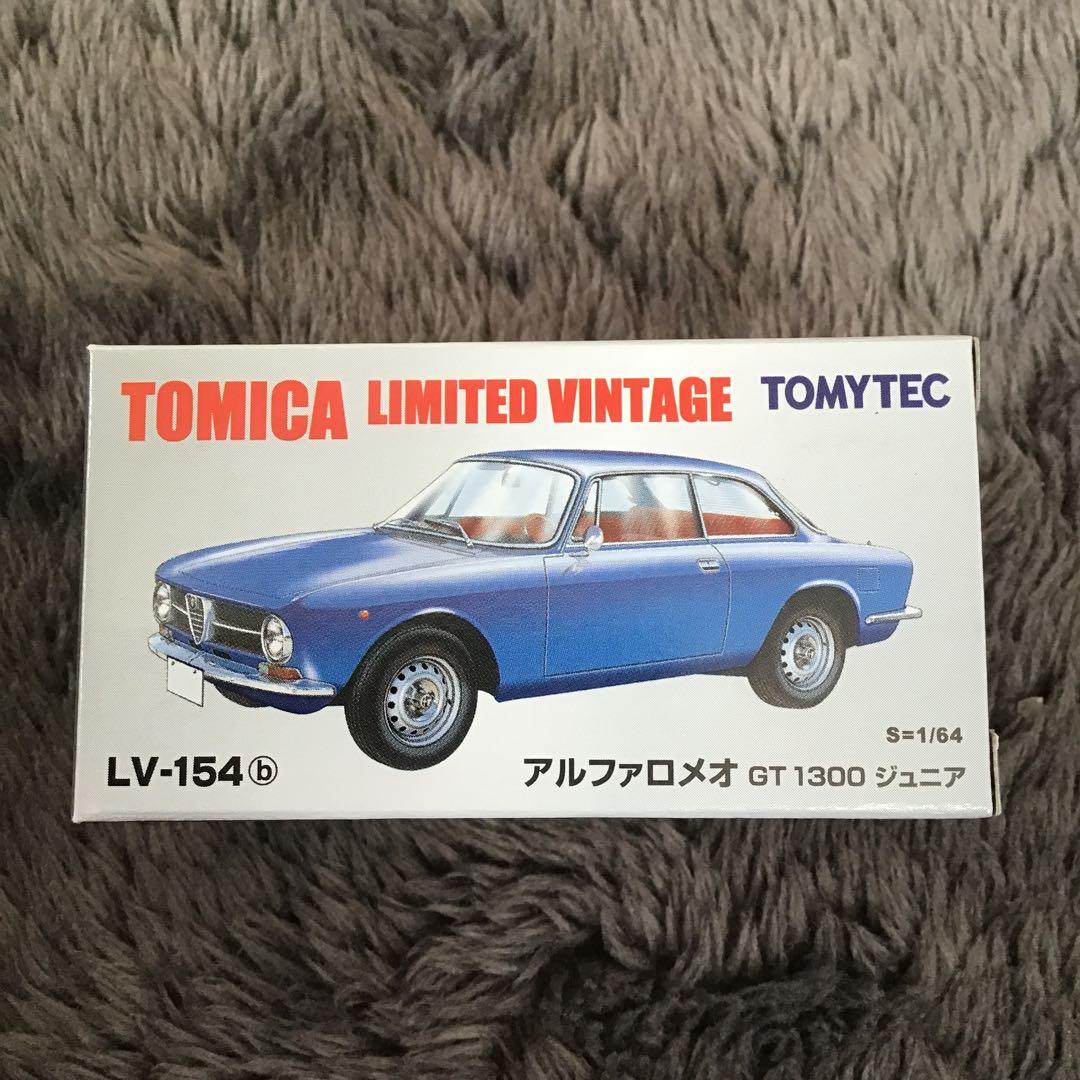 TOMICA LIMITED VINTAGE TOMYTEC
S=1/64
LV-154ⓑ アルファロメオ GT 1300 ジュニア